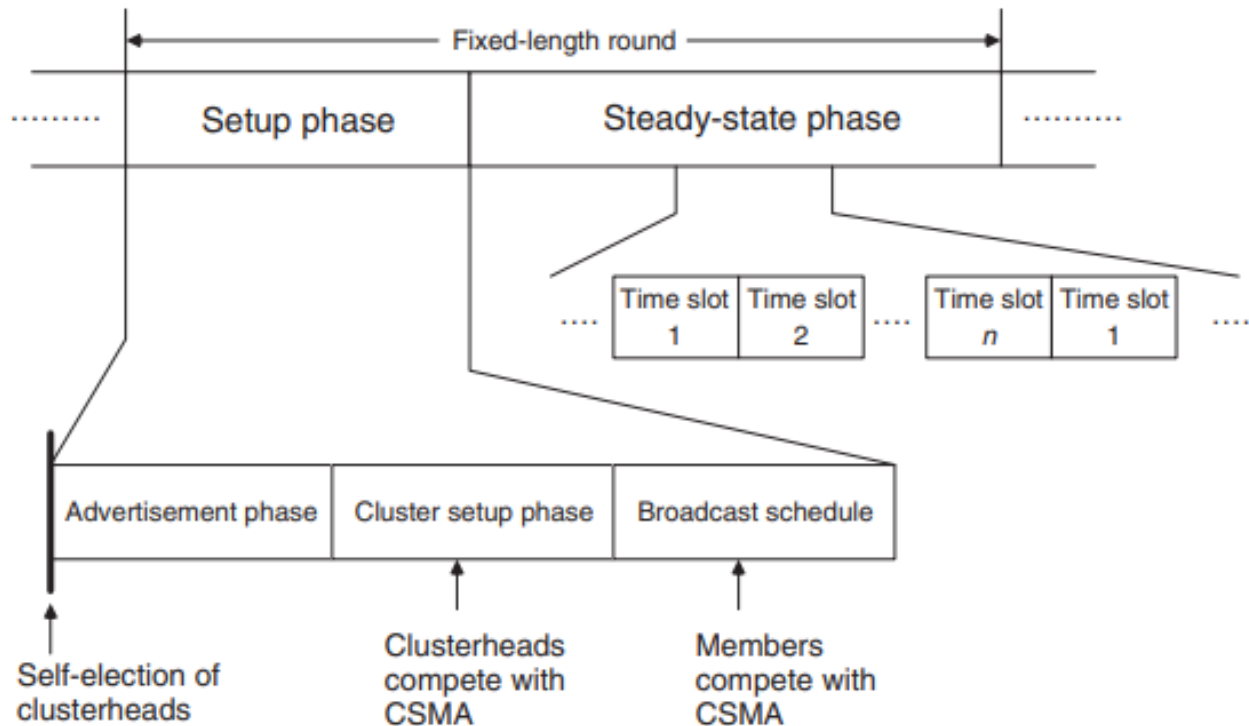 Fixed-length round
......... Setup phase Steady-state phase ..........
Time slot Time slot Time slot Time slot
.... 1 2 .... n 1 ....
Advertisement phase Cluster setup phase Broadcast schedule
Self-election of
clusterheads
Clusterheads
compete with
CSMA
Members
compete with
CSMA